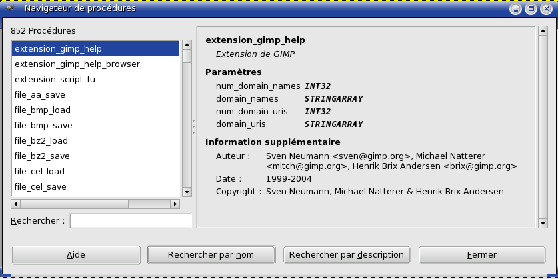 Navigateur de procédures
852 Procédures
extension_gimp_help
extension_gimp_help_browser
extension_script_fu
file_aa_save
file_bmp_load
file_bmp_save
file_bz2_load
file_bz2_save
file_cel_load
file_cel_save
Rechercher :
extension_gimp_help
Extension de GIMP
Paramètres
num_domain_names INT32
domain_names STRINGARRAY
num_domain_uris INT32
domain_uris STRINGARRAY
Information supplémentaire
Auteur : Sven Neumann <sven@gimp.org>, Michael Natterer
<mitch@gimp.org>, Henrik Brix Andersen <brix@gimp.org>
Date : 1999-2004
Copyright : Sven Neumann, Michael Natterer & Henrik Brix Andersen
Aide
Rechercher par nom
Rechercher par description
Fermer